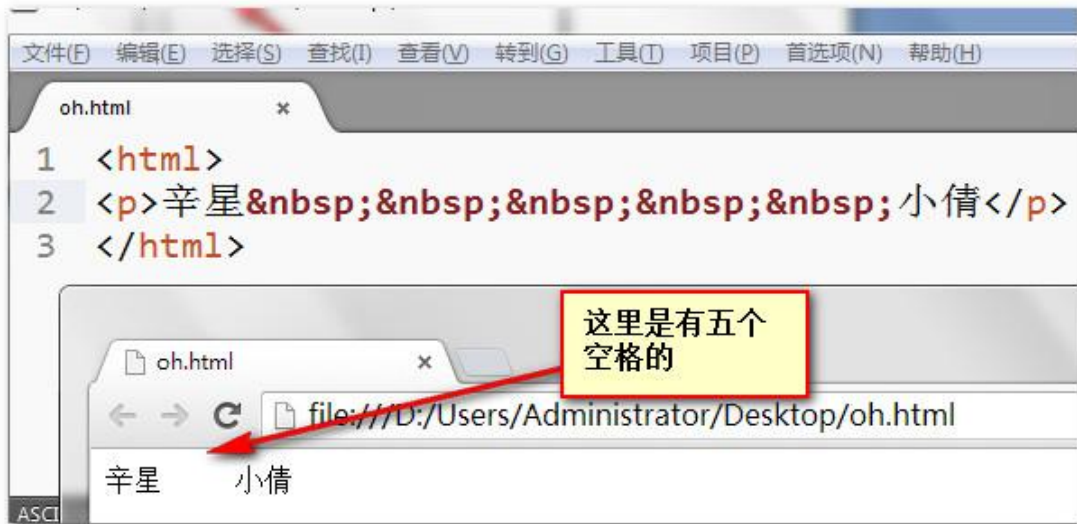 文件(F) 编辑(E) 选择(S) 查找(I) 查看(V) 转到(G) 工具(T) 项目(P) 首选项(N) 帮助(H)
oh.html ×
1 <html>
2 <p>辛星&nbsp;&nbsp;&nbsp;&nbsp;&nbsp;小倩</p>
3 </html>
这里是有五个
空格的
oh.html ×
file:///D:/Users/Administrator/Desktop/oh.html
辛星     小倩
ASCI